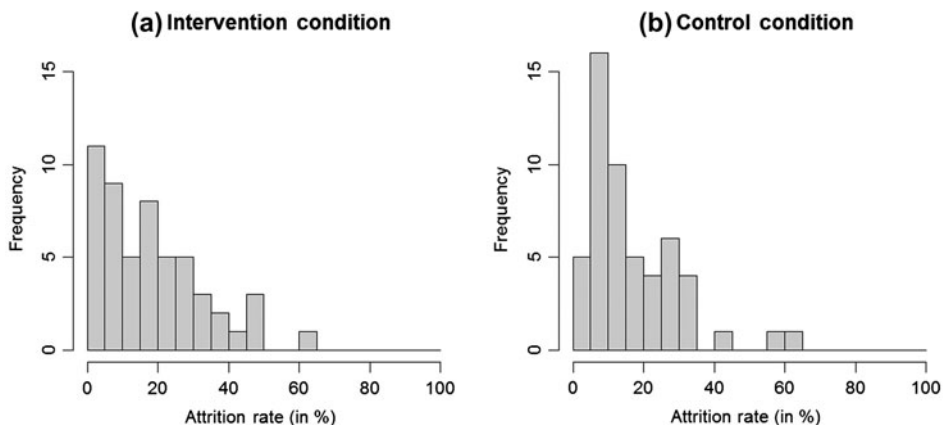 (a) Intervention condition
15
10
5
0
Frequency
0 20 40 60 80 100
Attrition rate (in %)
(b) Control condition
15
10
5
0
Frequency
0 20 40 60 80 100
Attrition rate (in %)